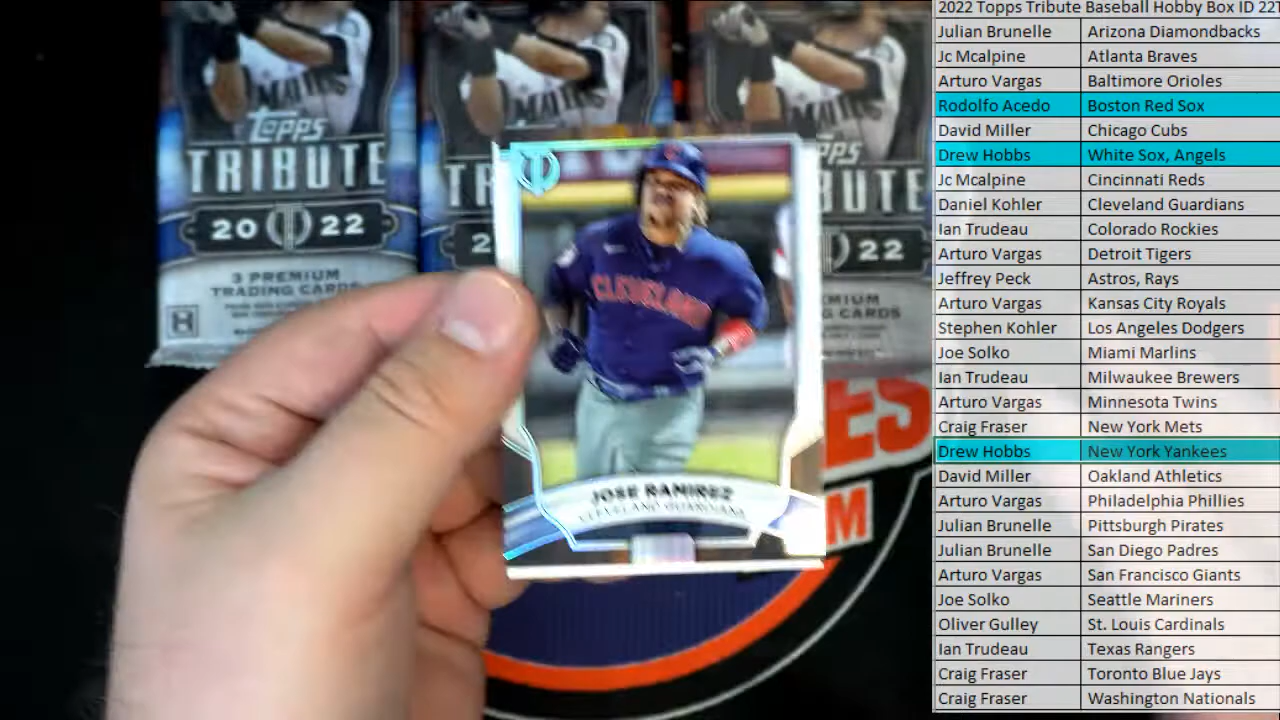 Topps
TRIBUTE
20 22
3 PREMIUM
TRADING CARDS
H
22
CLEVELAND
JOSE RAMIREZ
CLEVELAND GUARDIANS
ES
M
2022 Topps Tribute Baseball Hobby Box ID 22T
Julian Brunelle Arizona Diamondbacks
Jc Mcalpine Atlanta Braves
Arturo Vargas Baltimore Orioles
Rodolfo Acedo Boston Red Sox
David Miller Chicago Cubs
Drew Hobbs White Sox, Angels
Jc Mcalpine Cincinnati Reds
Daniel Kohler Cleveland Guardians
Ian Trudeau Colorado Rockies
Arturo Vargas Detroit Tigers
Jeffrey Peck Astros, Rays
Arturo Vargas Kansas City Royals
Stephen Kohler Los Angeles Dodgers
Joe Solko Miami Marlins
Ian Trudeau Milwaukee Brewers
Arturo Vargas Minnesota Twins
Craig Fraser New York Mets
Drew Hobbs New York Yankees
David Miller Oakland Athletics
Arturo Vargas Philadelphia Phillies
Julian Brunelle Pittsburgh Pirates
Julian Brunelle San Diego Padres
Arturo Vargas San Francisco Giants
Joe Solko Seattle Mariners
Oliver Gulley St. Louis Cardinals
Ian Trudeau Texas Rangers
Craig Fraser Toronto Blue Jays
Craig Fraser Washington Nationals